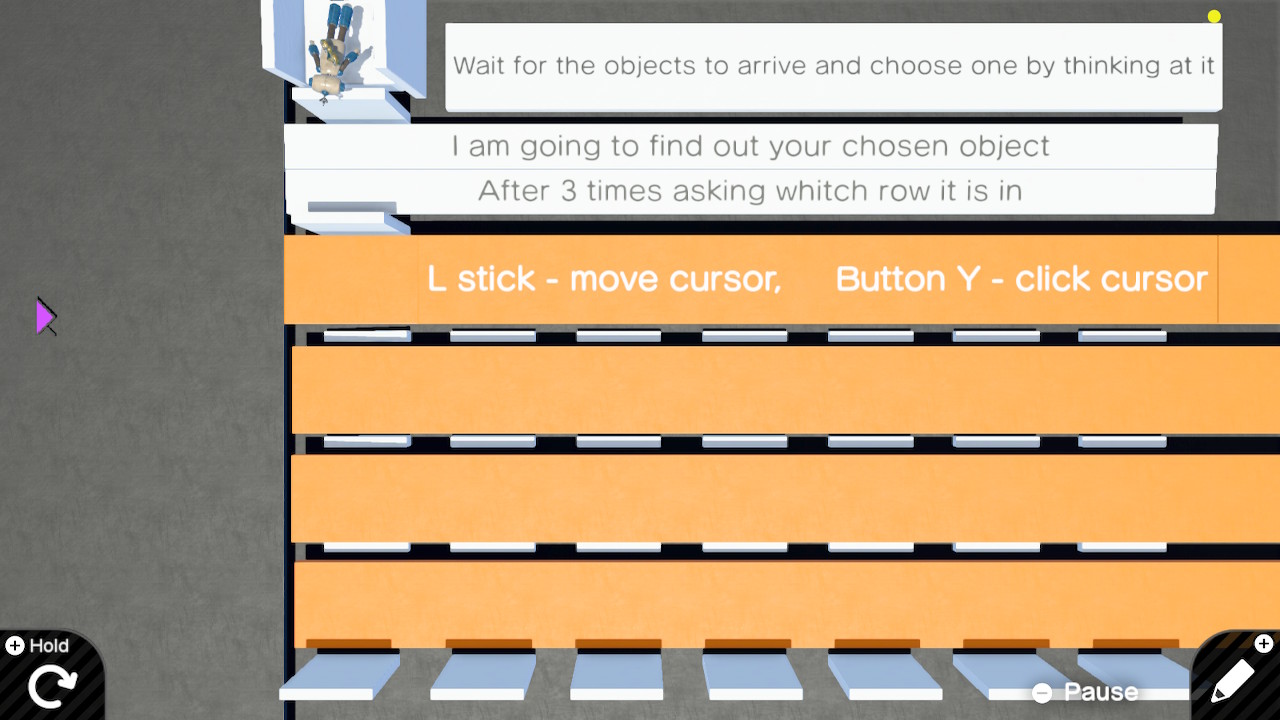 Wait for the objects to arrive and choose one by thinking at it
I am going to find out your chosen object
After 3 times asking whitch row it is in
L stick - move cursor, Button Y - click cursor
Hold
Pause